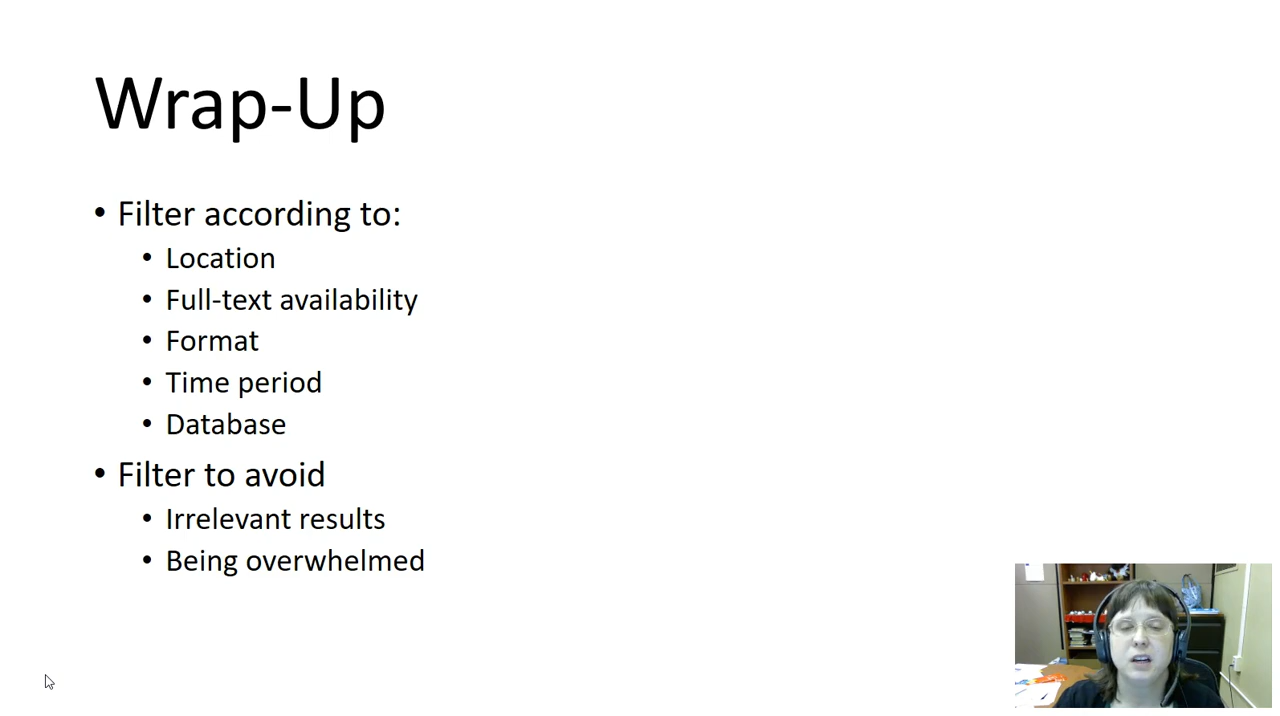 Wrap-Up
• Filter according to:
• Location
• Full-text availability
• Format
• Time period
• Database
• Filter to avoid
• Irrelevant results
• Being overwhelmed